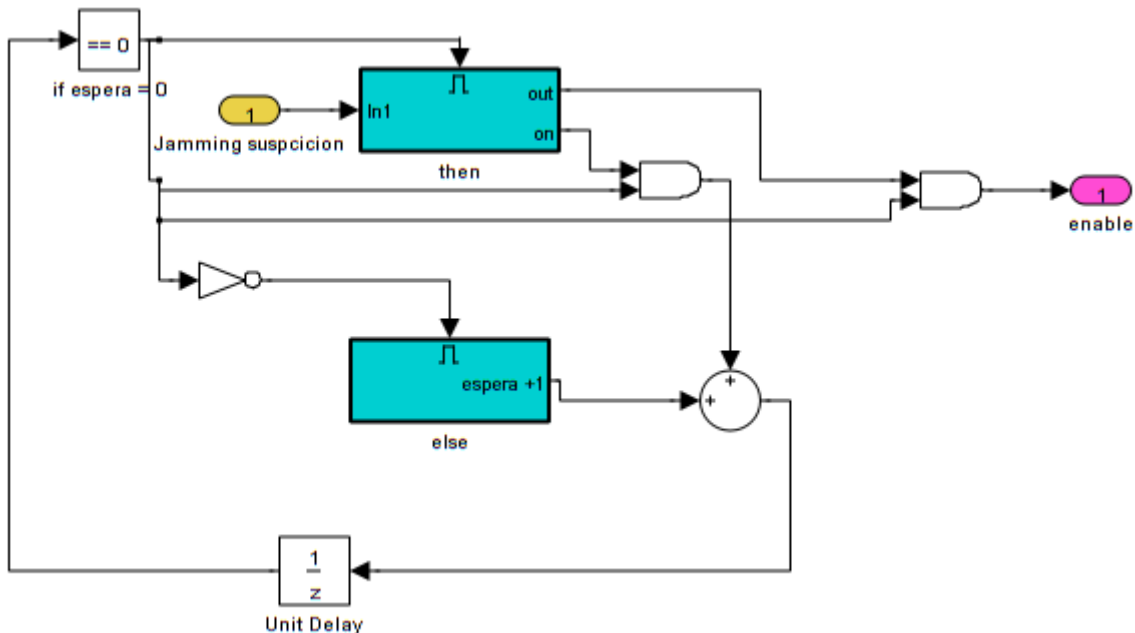 == 0
if espera = 0
1
Jamming suspcicion
In1
out
on
then
1
enable
espera +1
else
+
+
1
z
Unit Delay